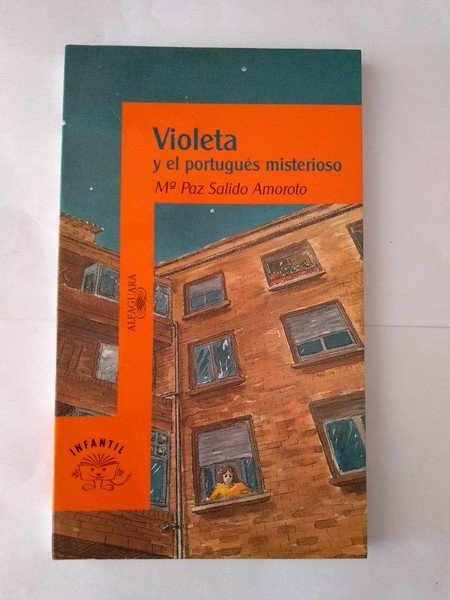 Violeta
y el portugués misterioso
Mª Paz Salido Amoroto
ALFAGUARA
INFANTIL